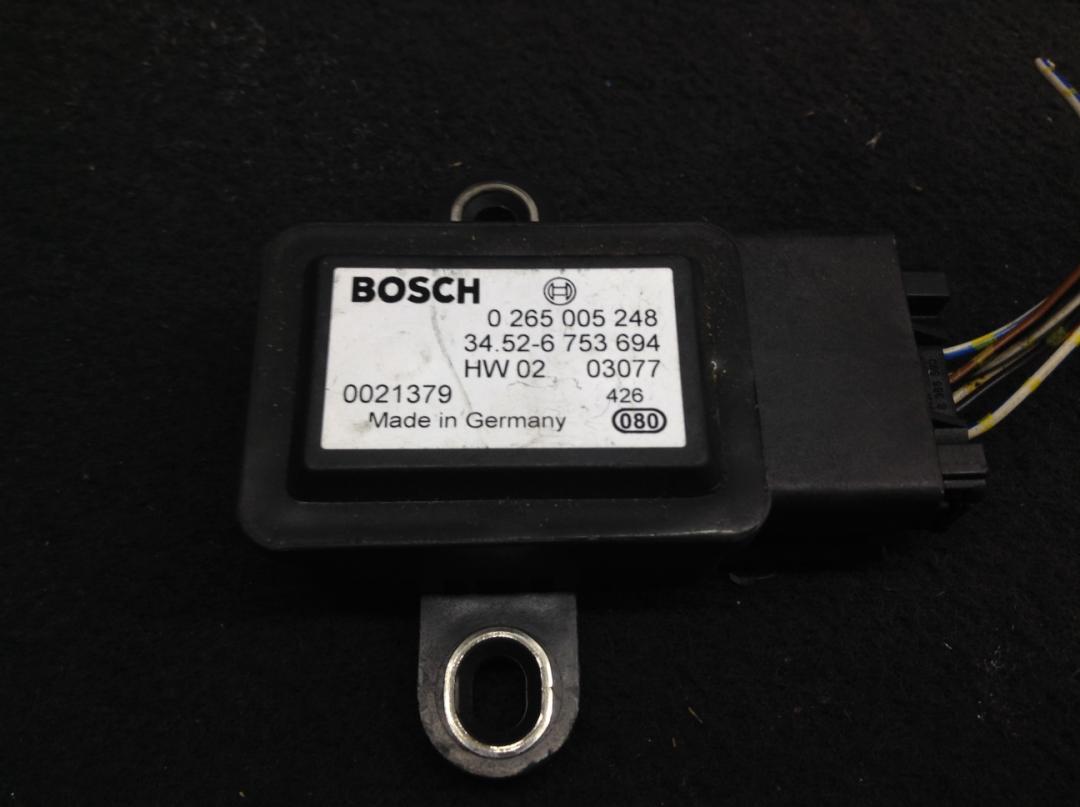 BOSCH
0 265 005 248
34.52-6 753 694
HW 02 03077
0021379 426
Made in Germany 080